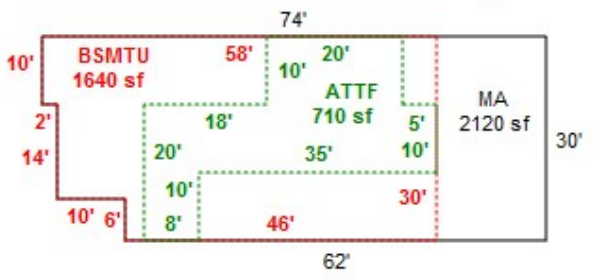 74'
10' BSMTU 58' 20'
1640 sf 10' ATTF MA
2' 18' 710 sf 5' 2120 sf
14' 20' 35' 10' 30'
10' 30'
10' 6' 8' 46'
62'